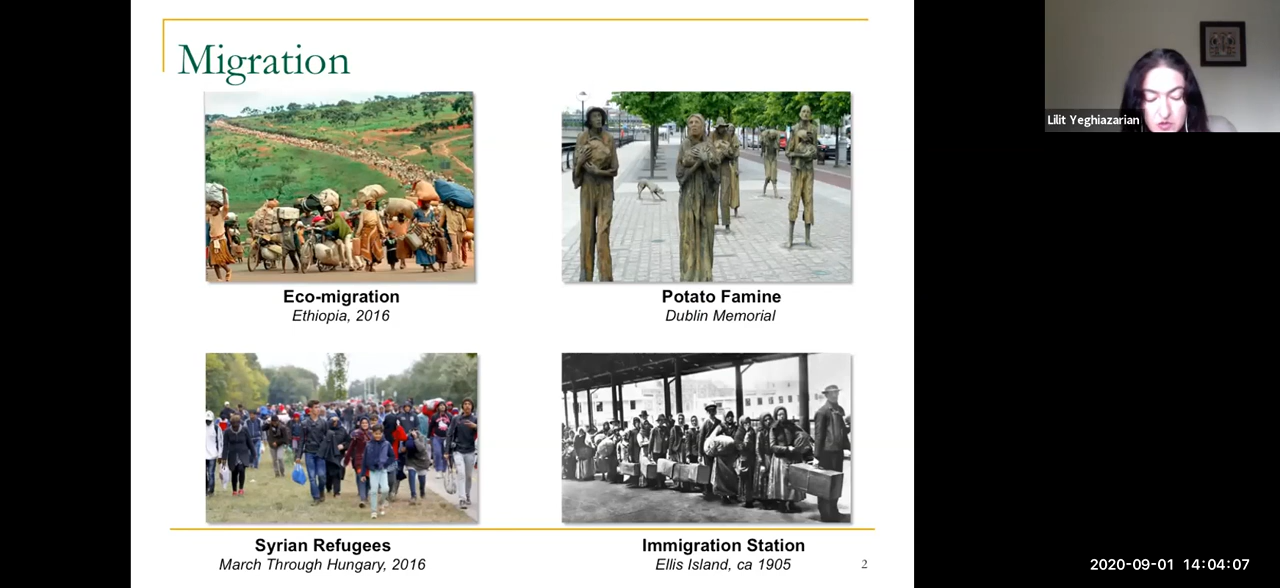 Migration
Eco-migration
Ethiopia, 2016
Potato Famine
Dublin Memorial
Syrian Refugees
March Through Hungary, 2016
Immigration Station
Ellis Island, ca 1905
2
Lilit Yeghiazarian
2020-09-01 14:04:07